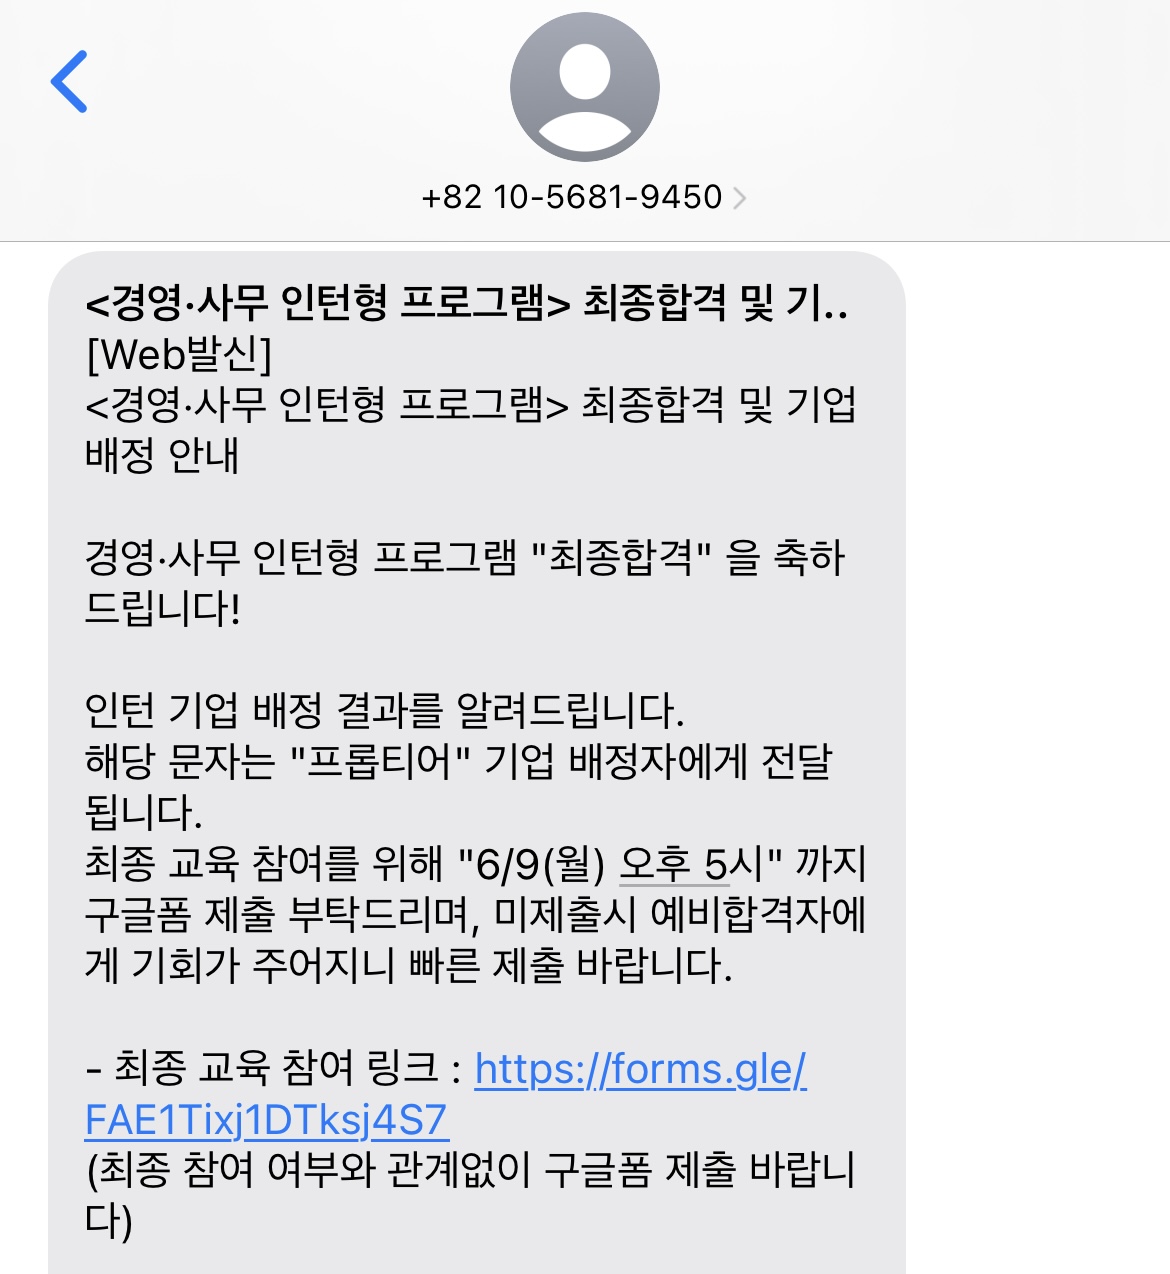 +82 10-5681-9450
<경영·사무 인턴형 프로그램> 최종합격 및 기..
[Web발신]
<경영·사무 인턴형 프로그램> 최종합격 및 기업
배정 안내
경영·사무 인턴형 프로그램 "최종합격" 을 축하
드립니다!
인턴 기업 배정 결과를 알려드립니다.
해당 문자는 "프롭티어" 기업 배정자에게 전달
됩니다.
최종 교육 참여를 위해 "6/9(월) 오후 5시" 까지
구글폼 제출 부탁드리며, 미제출시 예비합격자에
게 기회가 주어지니 빠른 제출 바랍니다.
- 최종 교육 참여 링크 : https://forms.gle/
FAE1Tixj1DTksj4S7
(최종 참여 여부와 관계없이 구글폼 제출 바랍니
다)